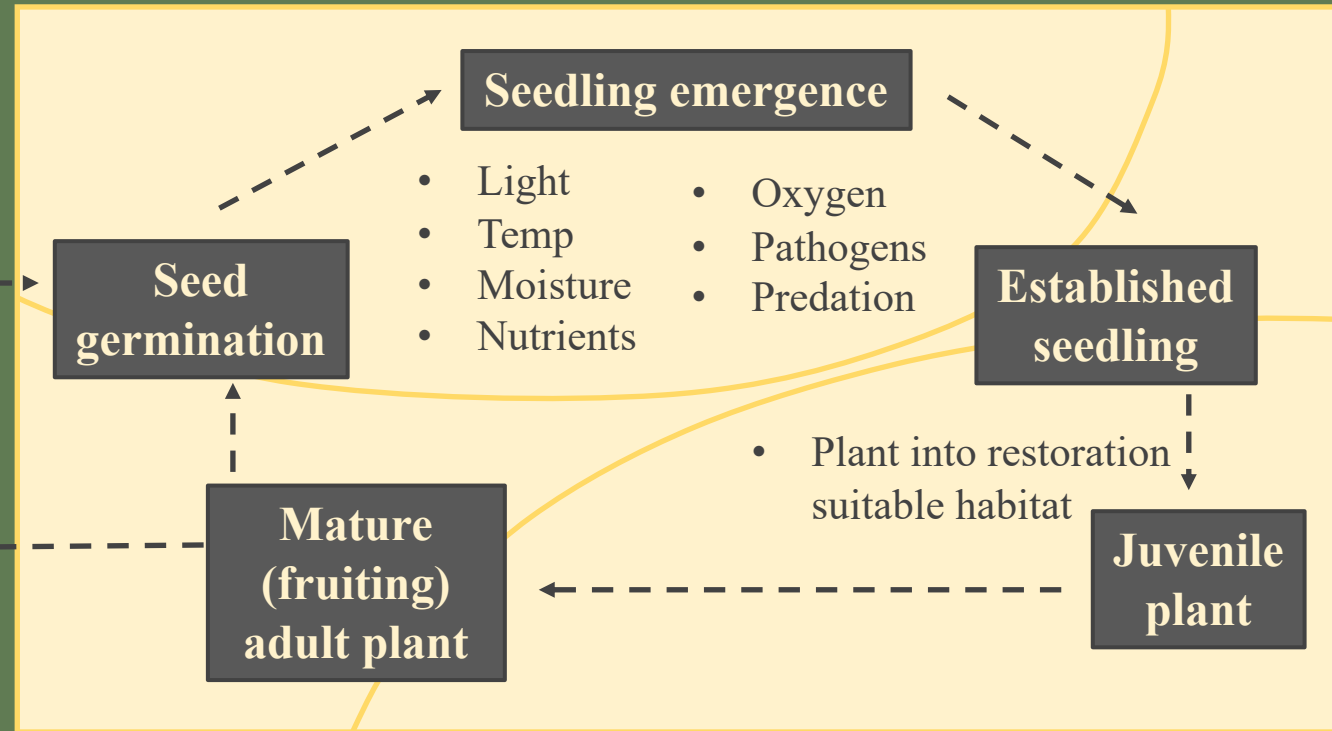 Seedling emergence
• Light
• Temp
• Moisture
• Nutrients
• Oxygen
• Pathogens
• Predation
Seed
germination
Established
seedling
• Plant into restoration
suitable habitat
Mature
(fruiting)
adult plant
Juvenile
plant